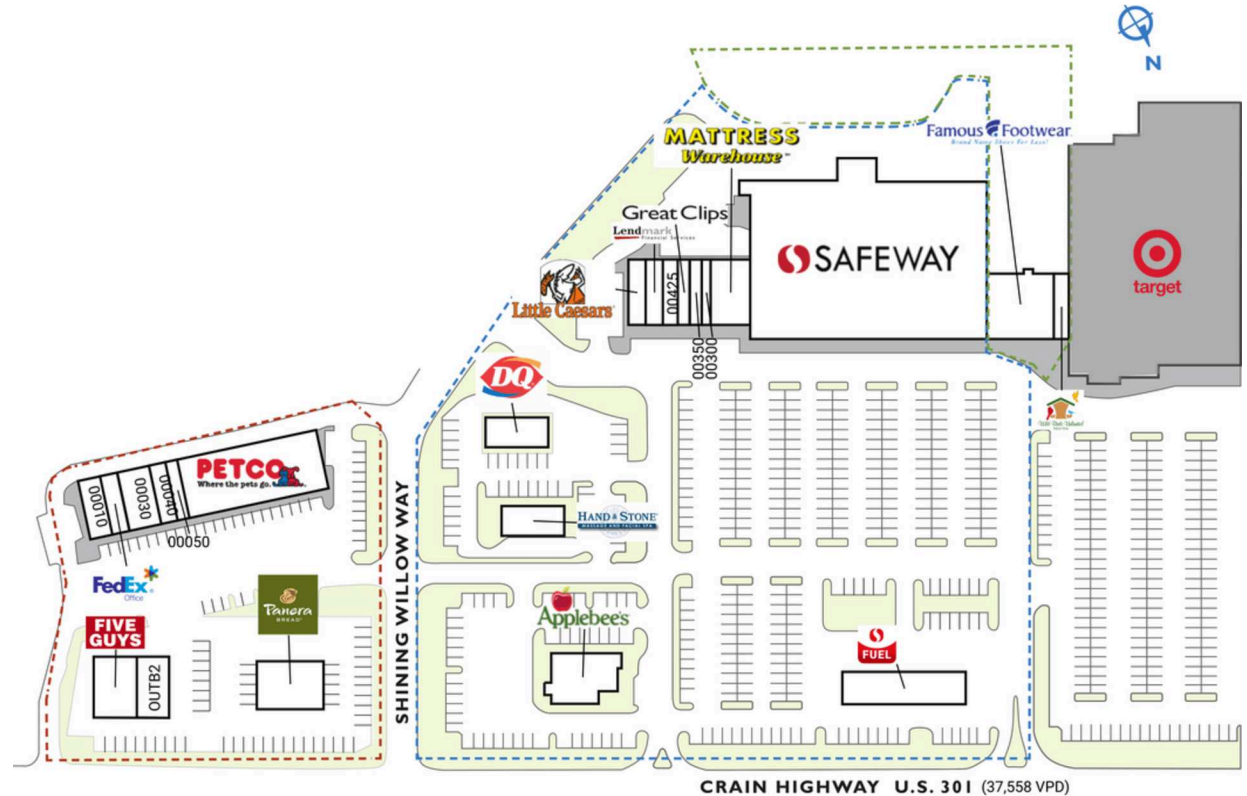 N
MATTRESS
Warehouse
Famous Footwear
Brand Name Shoes For Less!
Great Clips
Lendmark
Financial Services
SAFEWAY
target
Little Caesars
00425
00350
00300
DQ
PETCO
Where the pets go.
00010
00030
00040
00050
HAND & STONE
MASSAGE AND FACIAL SPA
FedEx
Office
Panera
BREAD
Applebee's
FIVE
GUYS
OUTB2
FUEL
SHINING WILLOW WAY
CRAIN HIGHWAY U.S. 301 (37,558 VPD)